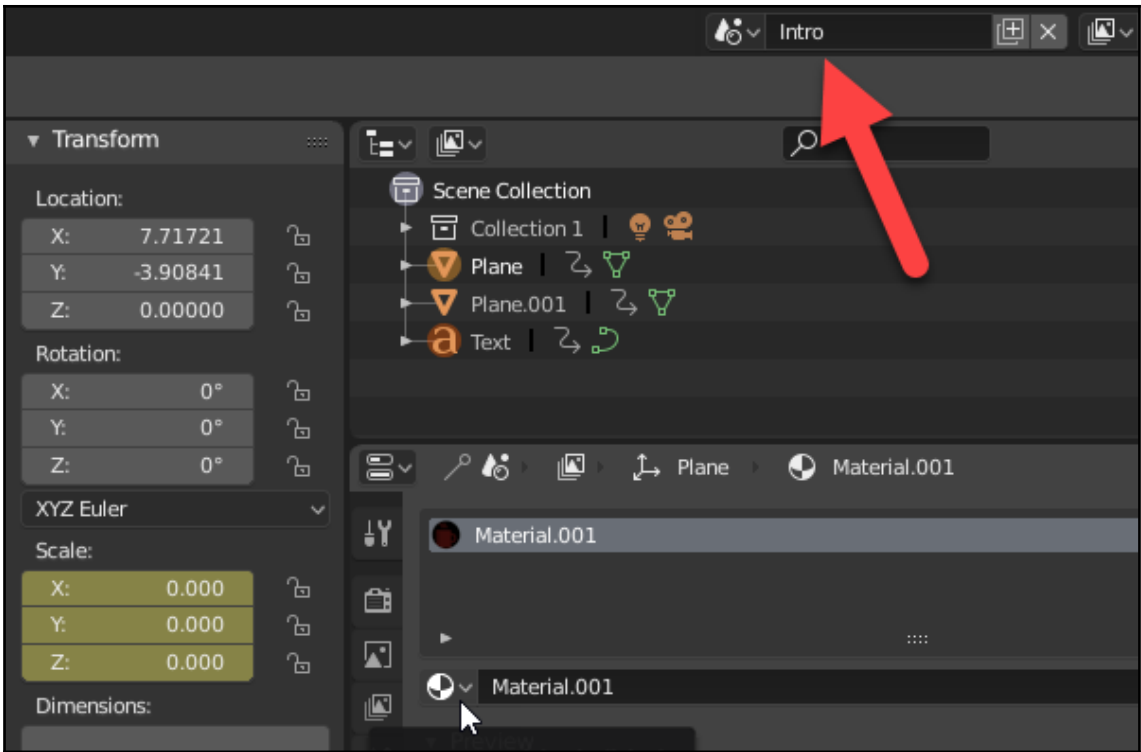 Intro
Transform
Location:
X: 7.71721
Y: -3.90841
Z: 0.00000
Rotation:
X: 0°
Y: 0°
Z: 0°
XYZ Euler
Scale:
X: 0.000
Y: 0.000
Z: 0.000
Dimensions:
Scene Collection
Collection 1
Plane
Plane.001
Text
Plane Material.001
Material.001
Material.001
Preview